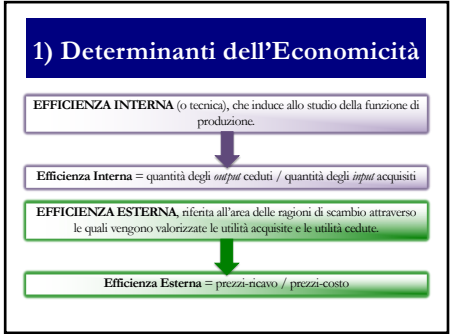 1) Determinanti dell'Economicità
EFFICIENZA INTERNA (o tecnica), che induce allo studio della funzione di
produzione.
Efficienza Interna = quantità degli output ceduti / quantità degli input acquisiti
EFFICIENZA ESTERNA, riferita all'area delle ragioni di scambio attraverso
le quali vengono valorizzate le utilità acquisite e le utilità cedute.
Efficienza Esterna = prezzi-ricavo / prezzi-costo